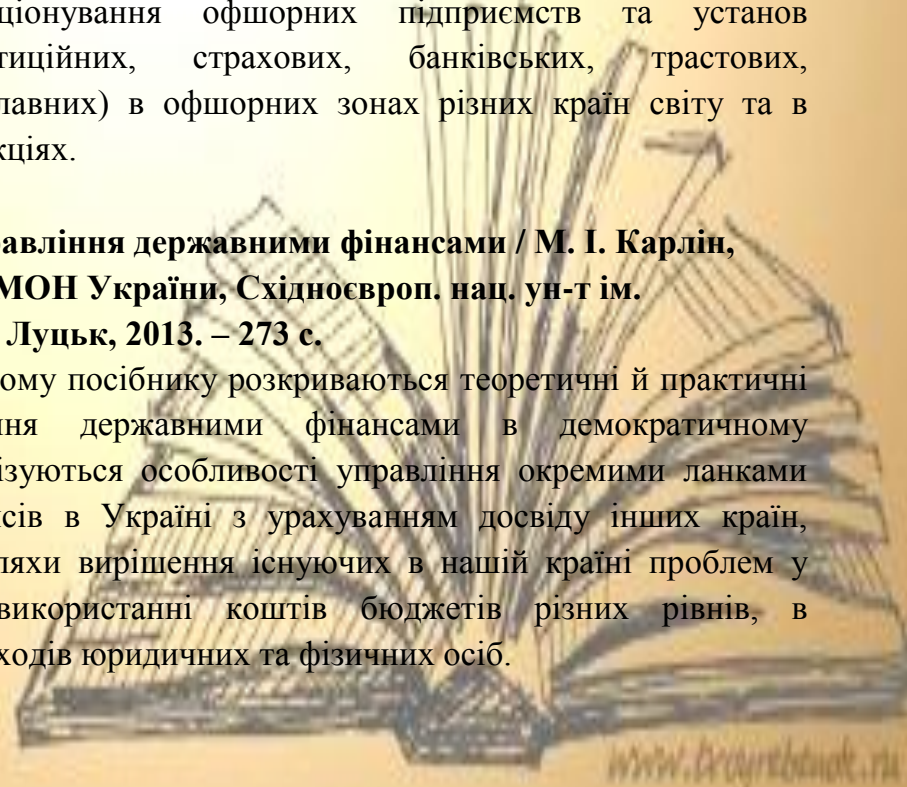 ціонування офшорних підприємств та установ
тиційних, страхових, банківських, трастових,
лавних) в офшорних зонах різних країн світу та в
кціях.
авління державними фінансами / М. І. Карлін,
МОН України, Східноєвроп. нац. ун-т ім.
Луцьк, 2013. – 273 с.
ому посібнику розкриваються теоретичні й практичні
ння державними фінансами в демократичному
ізуються особливості управління окремими ланками
нсів в Україні з урахуванням досвіду інших країн,
ляхи вирішення існуючих в нашій країні проблем у
використанні коштів бюджетів різних рівнів, в
ходів юридичних та фізичних осіб.